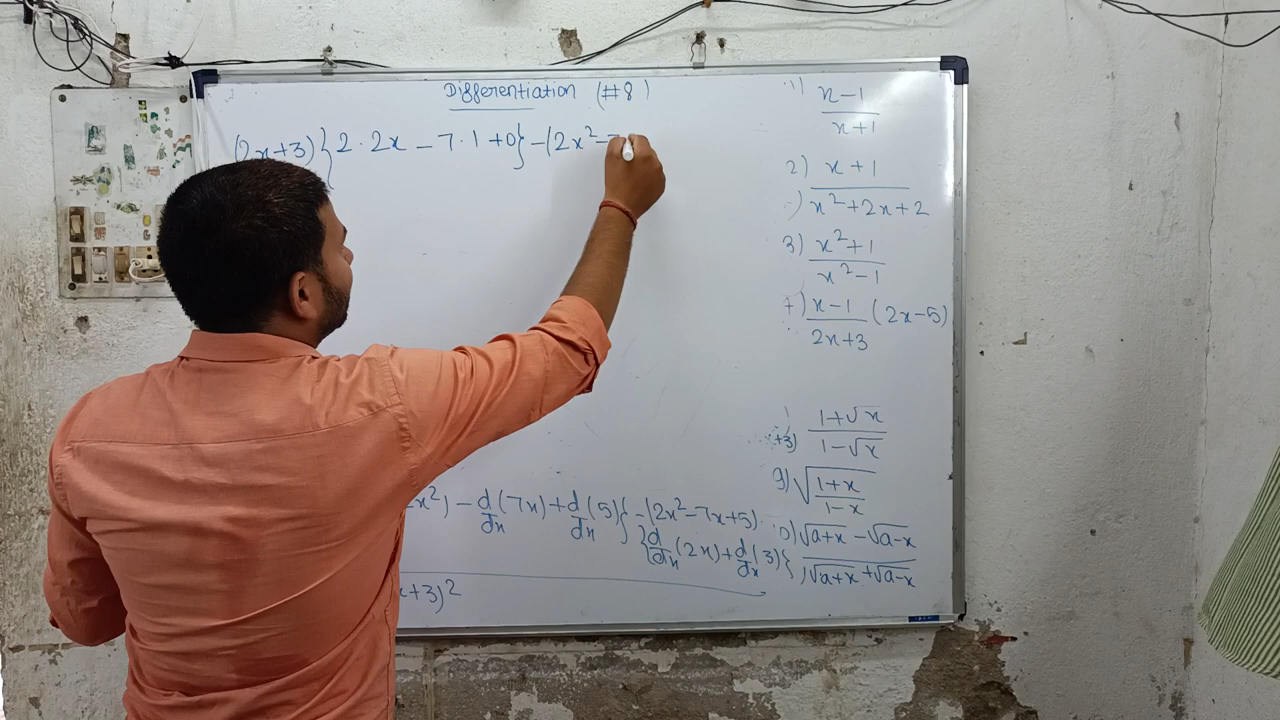 Differentiation (#8)
(2x+3){2·2x - 7·1+0} -(2x²-7
x²) - d/dx(7x)+d/dx(5)} -(2x²-7x+5)
{d/dx(2x)+d/dx(3)}
x+3)²
1) x-1
x+1
2) x+1
x²+2x+2
3) x²+1
x²-1
7) x-1 (2x-5)
2x+3
1+√x
1-√x
9) √1+x
1-x
√a+x - √a-x
√a+x + √a-x